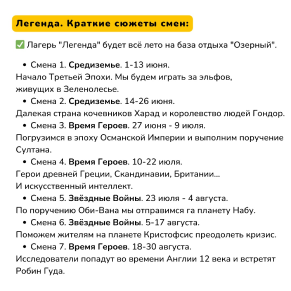 Легенда. Краткие сюжеты смен:
✅ Лагерь "Легенда" будет всё лето на база отдыха "Озерный".
• Смена 1. Средиземье. 1-13 июня.
Начало Третьей Эпохи. Мы будем играть за эльфов,
живущих в Зеленолесье.
• Смена 2. Средиземье. 14-26 июня.
Далекая страна кочевников Харад и королевство людей Гондор.
• Смена 3. Время Героев. 27 июня - 9 июля.
Погрузимся в эпоху Османской Империи и выполним поручение
Султана.
• Смена 4. Время Героев. 10-22 июля.
Герои древней Греции, Скандинавии, Британии...
И искусственный интеллект.
• Смена 5. Звёздные Войны. 23 июля - 4 августа.
По поручению Оби-Вана мы отправимся га планету Набу.
• Смена 6. Звёздные Войны. 5-17 августа.
Поможем жителям на планете Кристофсис преодолеть кризис.
• Смена 7. Время Героев. 18-30 августа.
Исследователи попадут во времени Англии 12 века и встретят
Робин Гуда.